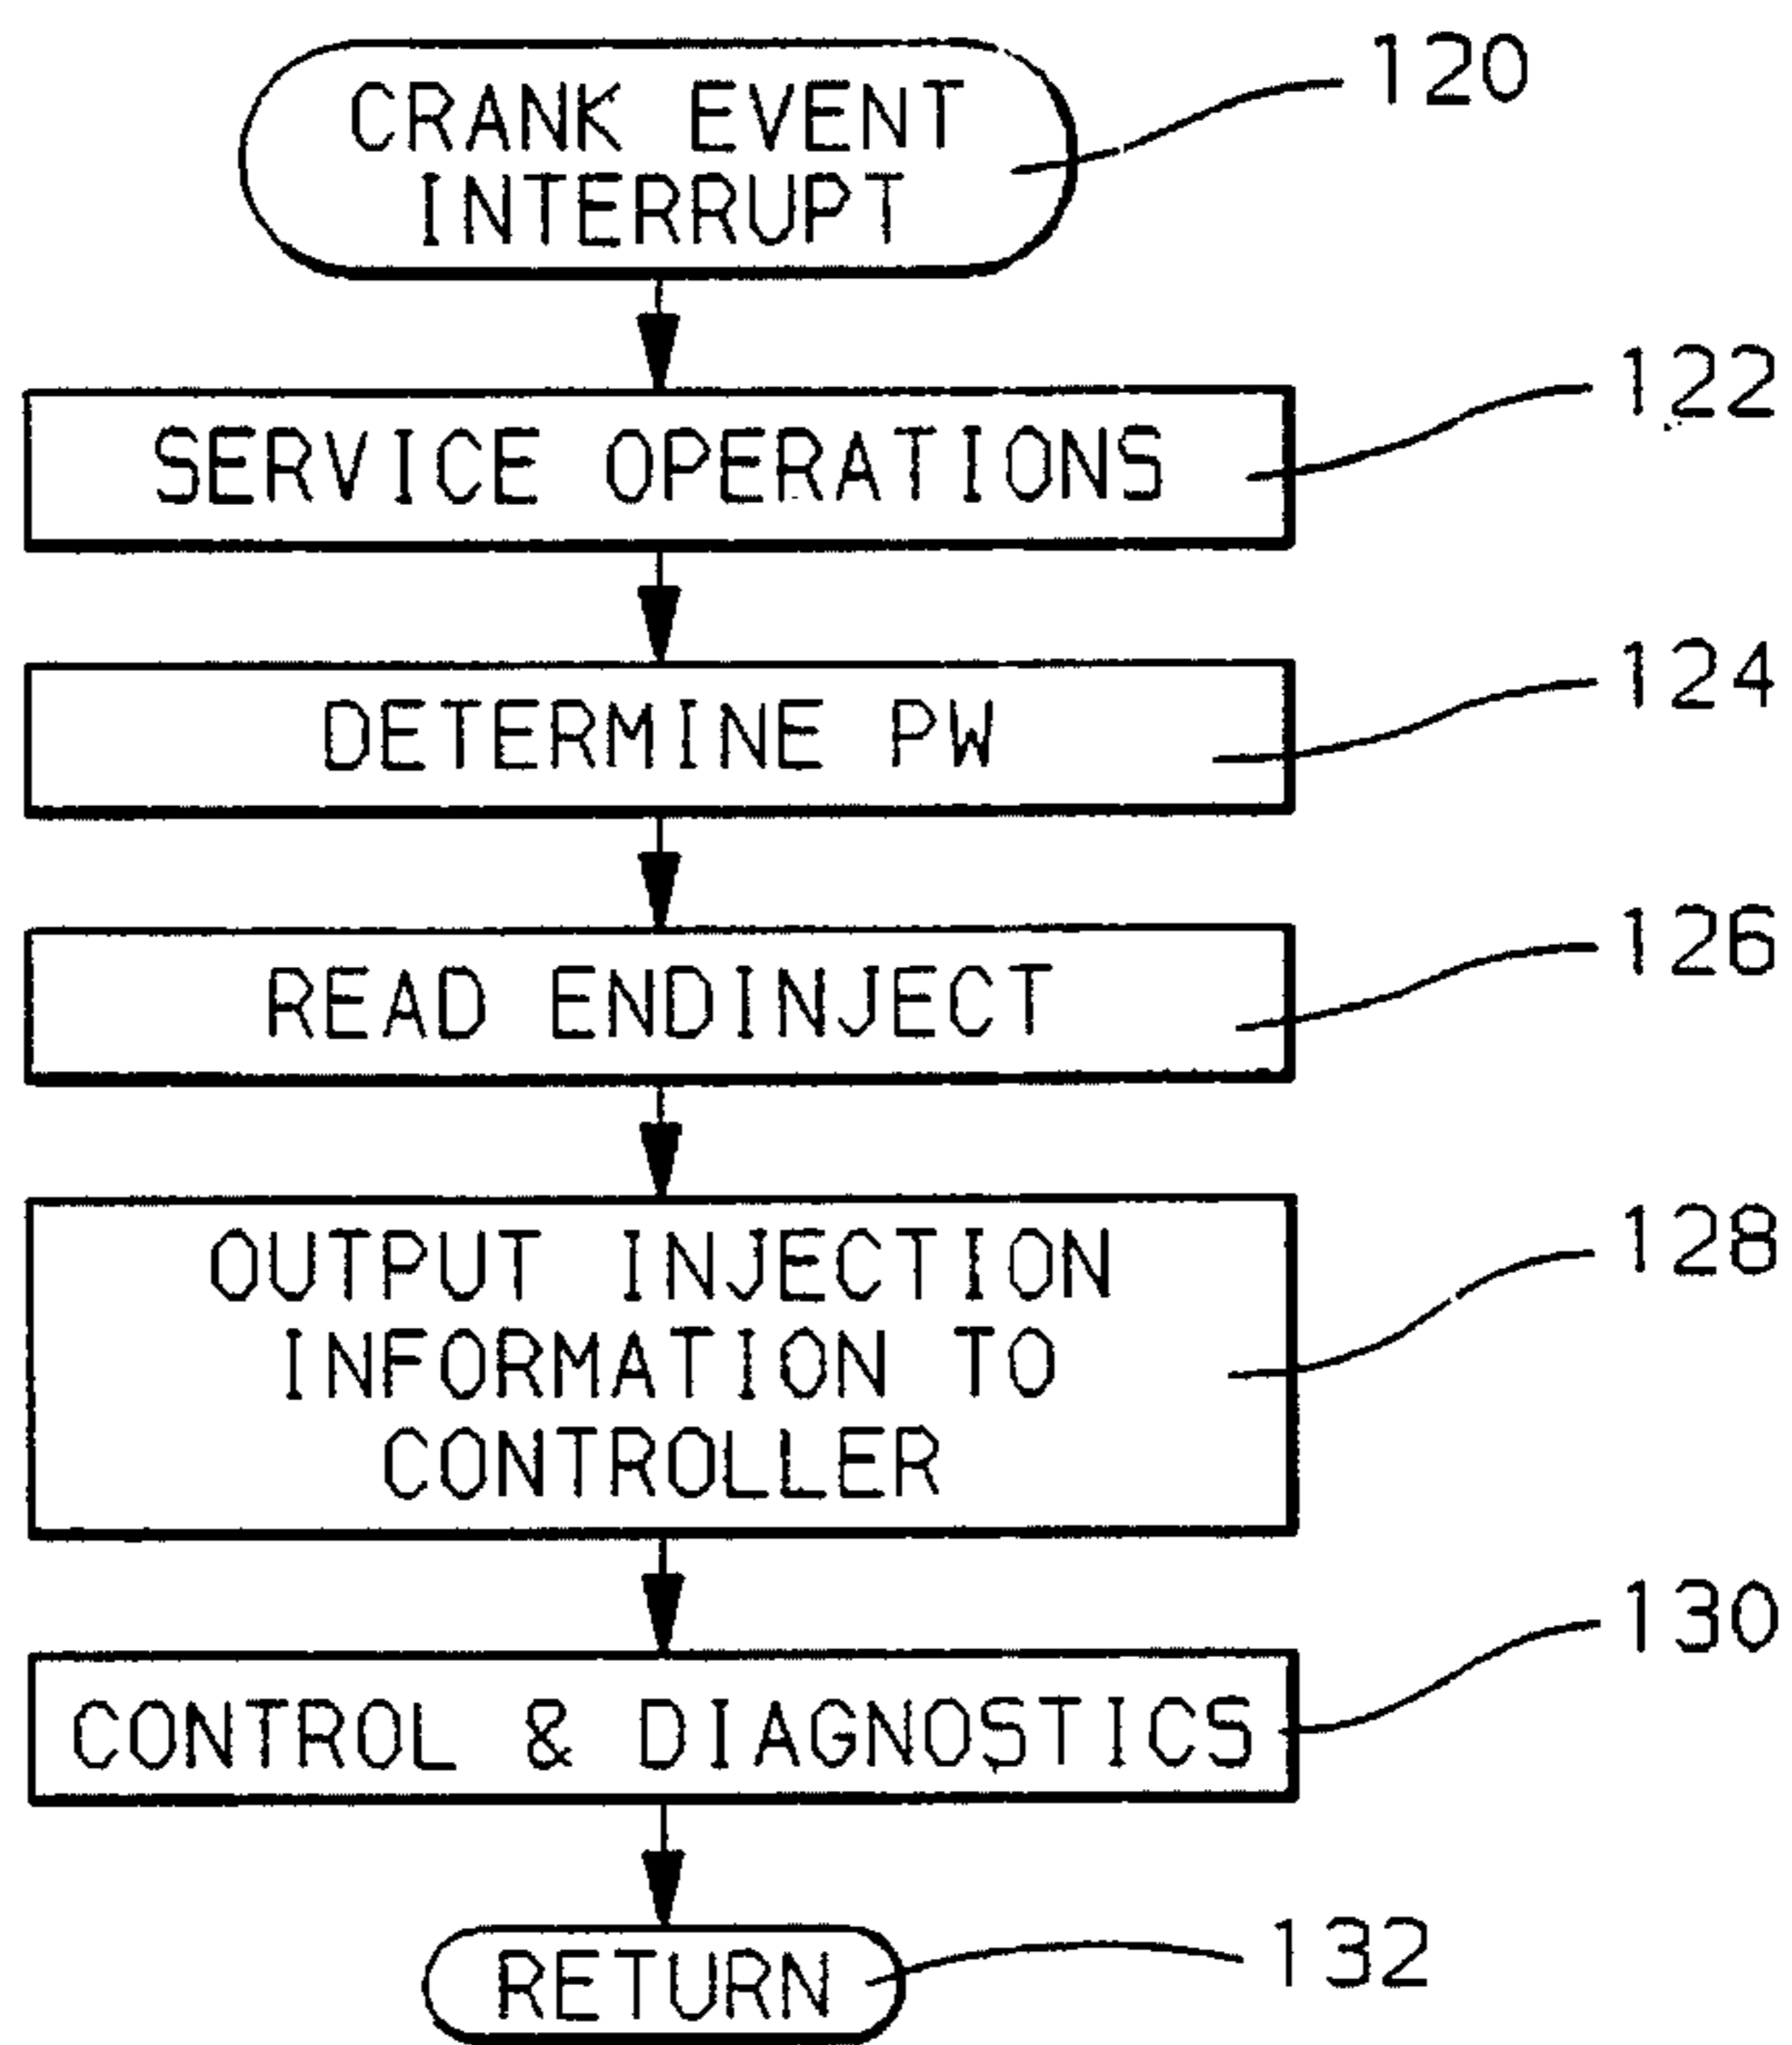 CRANK EVENT
INTERRUPT
120
SERVICE OPERATIONS
122
DETERMINE PW
124
READ ENDINJECT
126
OUTPUT INJECTION
INFORMATION TO
CONTROLLER
128
CONTROL & DIAGNOSTICS
130
RETURN
132